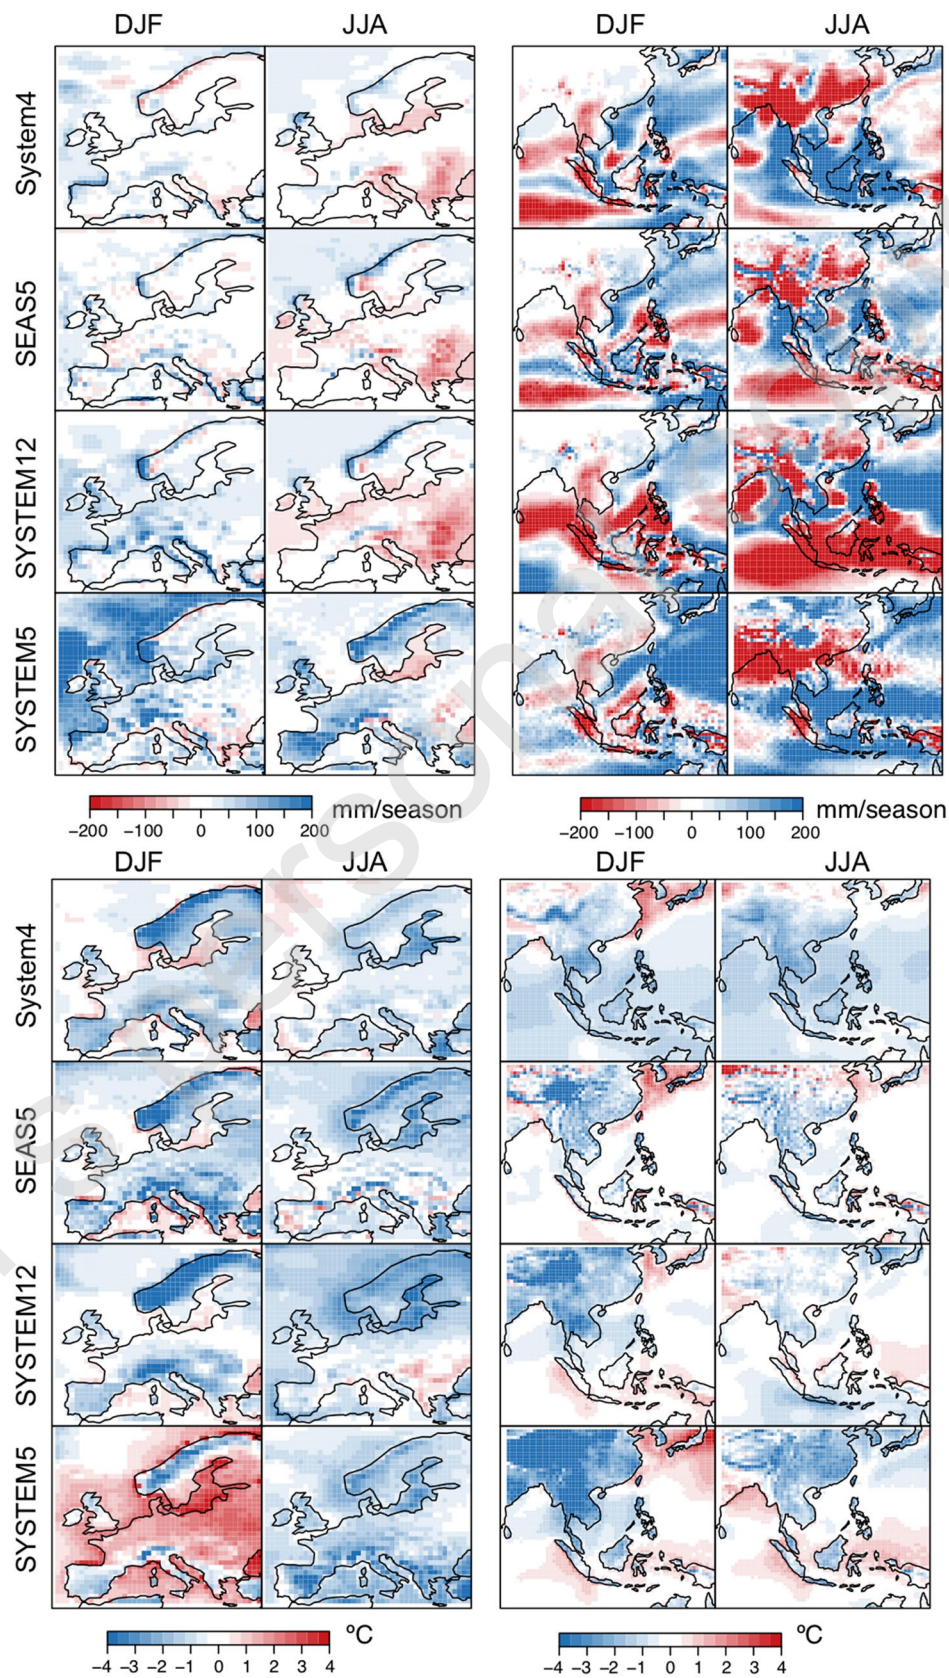 DJF JJA DJF JJA
System4
SEAS5
SYSTEM12
SYSTEM5
−200 −100 0 100 200 mm/season
−200 −100 0 100 200 mm/season
DJF JJA DJF JJA
System4
SEAS5
SYSTEM12
SYSTEM5
−4 −3 −2 −1 0 1 2 3 4 ºC
−4 −3 −2 −1 0 1 2 3 4 ºC
personal